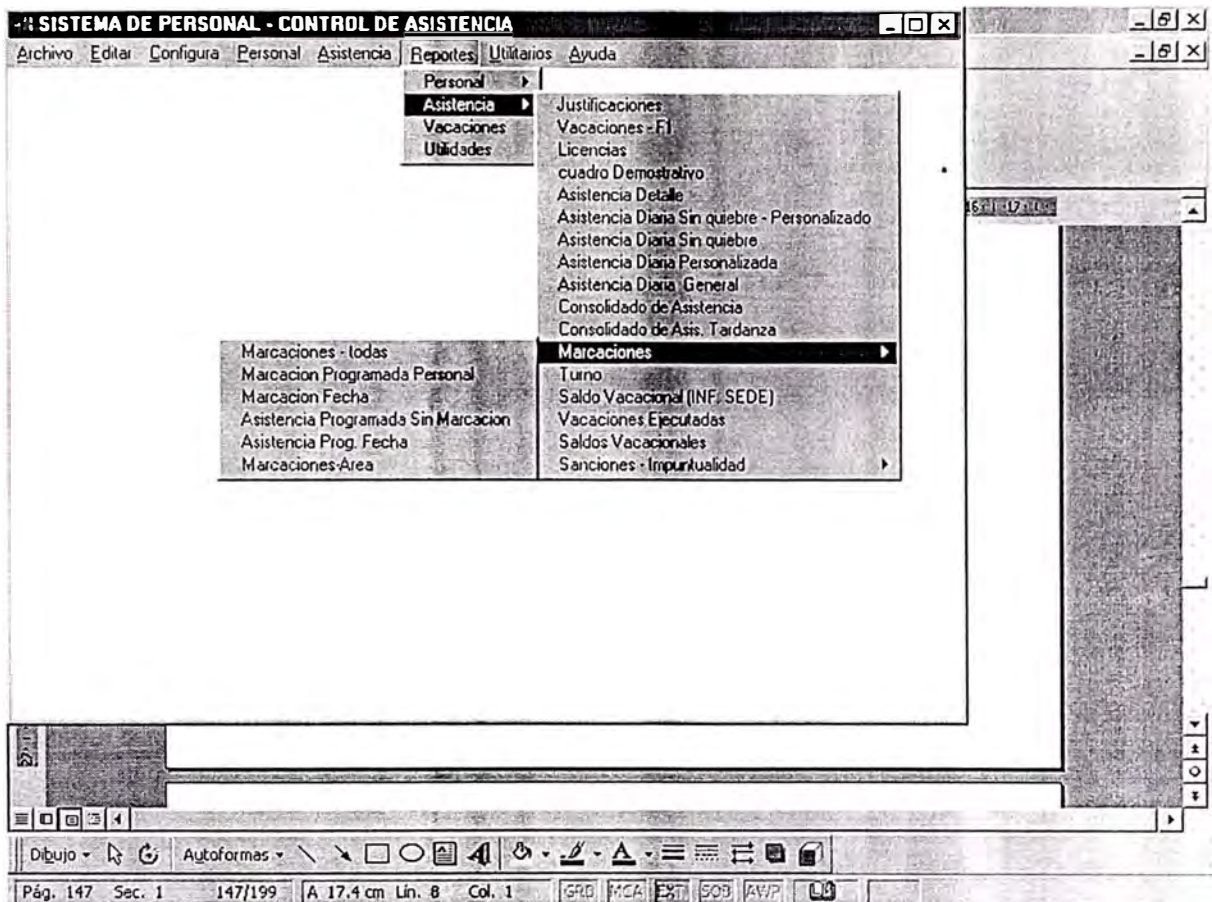 SISTEMA DE PERSONAL - CONTROL DE ASISTENCIA
Archivo Editar Configura Personal Asistencia Reportes Utilitarios Ayuda
Personal
Asistencia
Vacaciones
Utilidades
Justificaciones
Vacaciones - F1
Licencias
cuadro Demostrativo
Asistencia Detalle
Asistencia Diaria Sin quiebre - Personalizado
Asistencia Diaria Sin quiebre
Asistencia Diaria Personalizada
Asistencia Diaria General
Consolidado de Asistencia
Consolidado de Asis. Tardanza
Marcaciones
Turno
Saldo Vacacional (INF. SEDE)
Vacaciones Ejecutadas
Saldos Vacacionales
Sanciones - Impuntualidad
Marcaciones - todas
Marcacion Programada Personal
Marcacion Fecha
Asistencia Programada Sin Marcacion
Asistencia Prog. Fecha
Marcaciones-Area
16 17
27
Dibujo Autoformas
Pág. 147 Sec. 1 147/199 A 17.4 cm Lín. 8 Col. 1 GRB MCA EXT SOB AWP